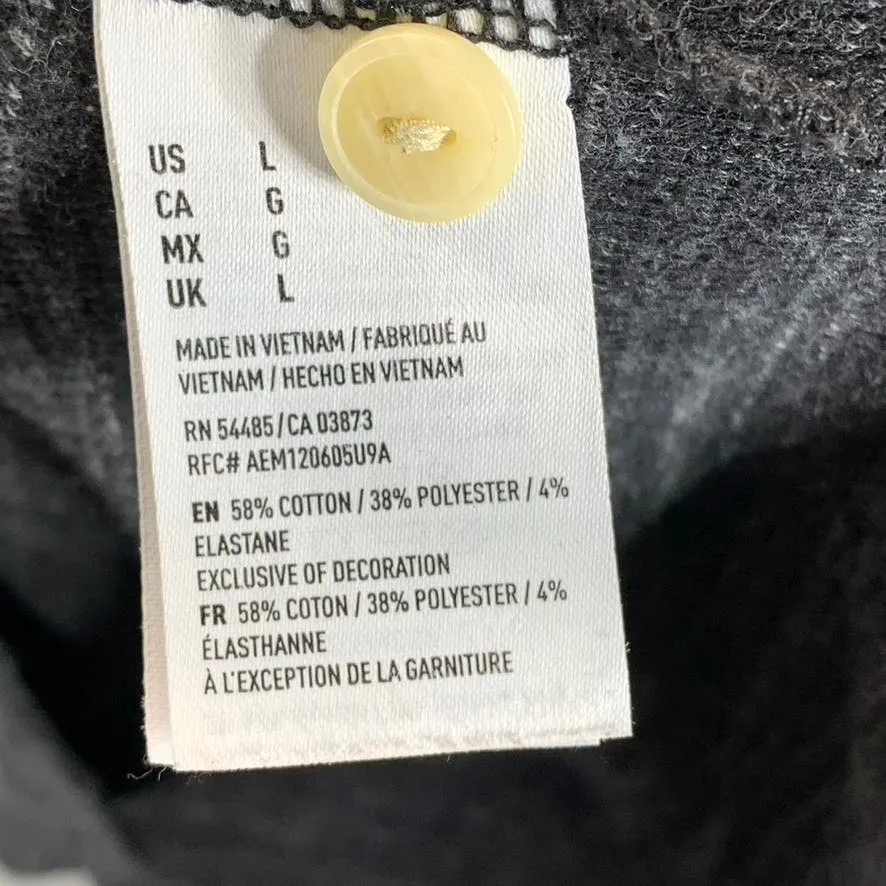 US L
CA G
MX G
UK L
MADE IN VIETNAM / FABRIQUÉ AU
VIETNAM / HECHO EN VIETNAM
RN 54485/CA 03873
RFC# AEM120605U9A
EN 58% COTTON / 38% POLYESTER / 4%
ELASTANE
EXCLUSIVE OF DECORATION
FR 58% COTON / 38% POLYESTER / 4%
ÉLASTHANNE
À L'EXCEPTION DE LA GARNITURE